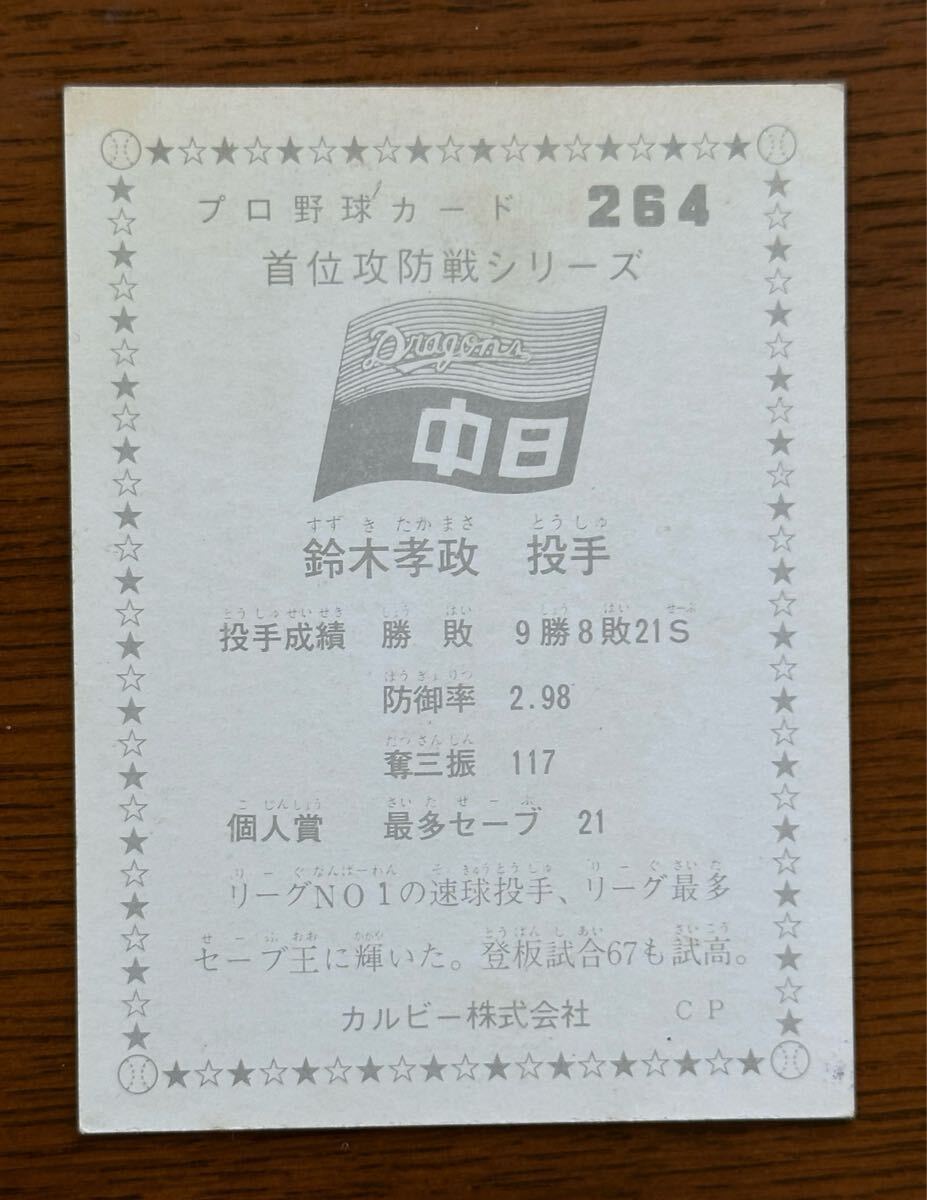 プロ野球カード 264
首位攻防戦シリーズ
Dragons
中日
すず き たか まさ とうしゅ
鈴木孝政 投手
とうしゅせいせき しょう はい しょう はい せーぶ
投手成績 勝 敗 9勝8敗21S
ぼうぎょりつ
防御率 2.98
だつさんしん
奪三振 117
こ じんしょう さいた せーぶ
個人賞 最多セーブ 21
りーぐなんばーわん そっきゅうとうしゅ りーぐさいた
リーグNO1の速球投手、リーグ最多
せーぶ おお かがや とうばん し あい さいこう
セーブ王に輝いた。登板試合67も試高。
カルビー株式会社 CP